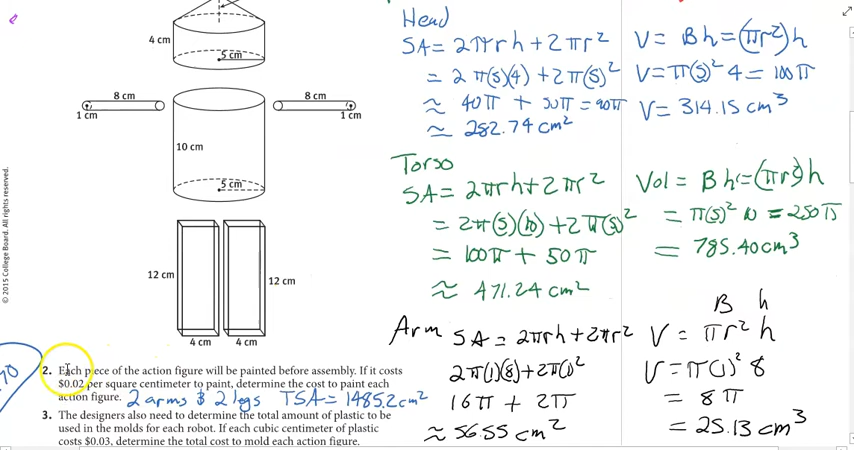 4 cm
5 cm
8 cm
8 cm
1 cm
1 cm
10 cm
5 cm
12 cm
12 cm
4 cm
4 cm
© 2015 College Board. All rights reserved.
2. Each piece of the action figure will be painted before assembly. If it costs
$0.02 per square centimeter to paint, determine the cost to paint each
action figure. 2 arms & 2 legs TSA = 1485.2 cm²
3. The designers also need to determine the total amount of plastic to be
used in the molds for each robot. If each cubic centimeter of plastic
costs $0.03, determine the total cost to mold each action figure.
Head
SA = 2πrh + 2πr²
= 2π(5)(4) + 2π(5)²
≈ 40π + 50π = 90π
≈ 282.74 cm²
V = Bh = (πr²)h
V = π(5)² 4 = 100π
V = 314.15 cm³
Torso
SA = 2πrh + 2πr²
= 2π(5)(10) + 2π(5)²
= 100π + 50π
≈ 471.24 cm²
Vol = Bh = (πr²)h
= π(5)² 10 = 250π
= 785.40 cm³
Arm SA = 2πrh + 2πr²
2π(1)(8) + 2π(1)²
16π + 2π
≈ 56.55 cm²
B h
V = πr² h
V = π(1)² 8
= 8π
= 25.13 cm³